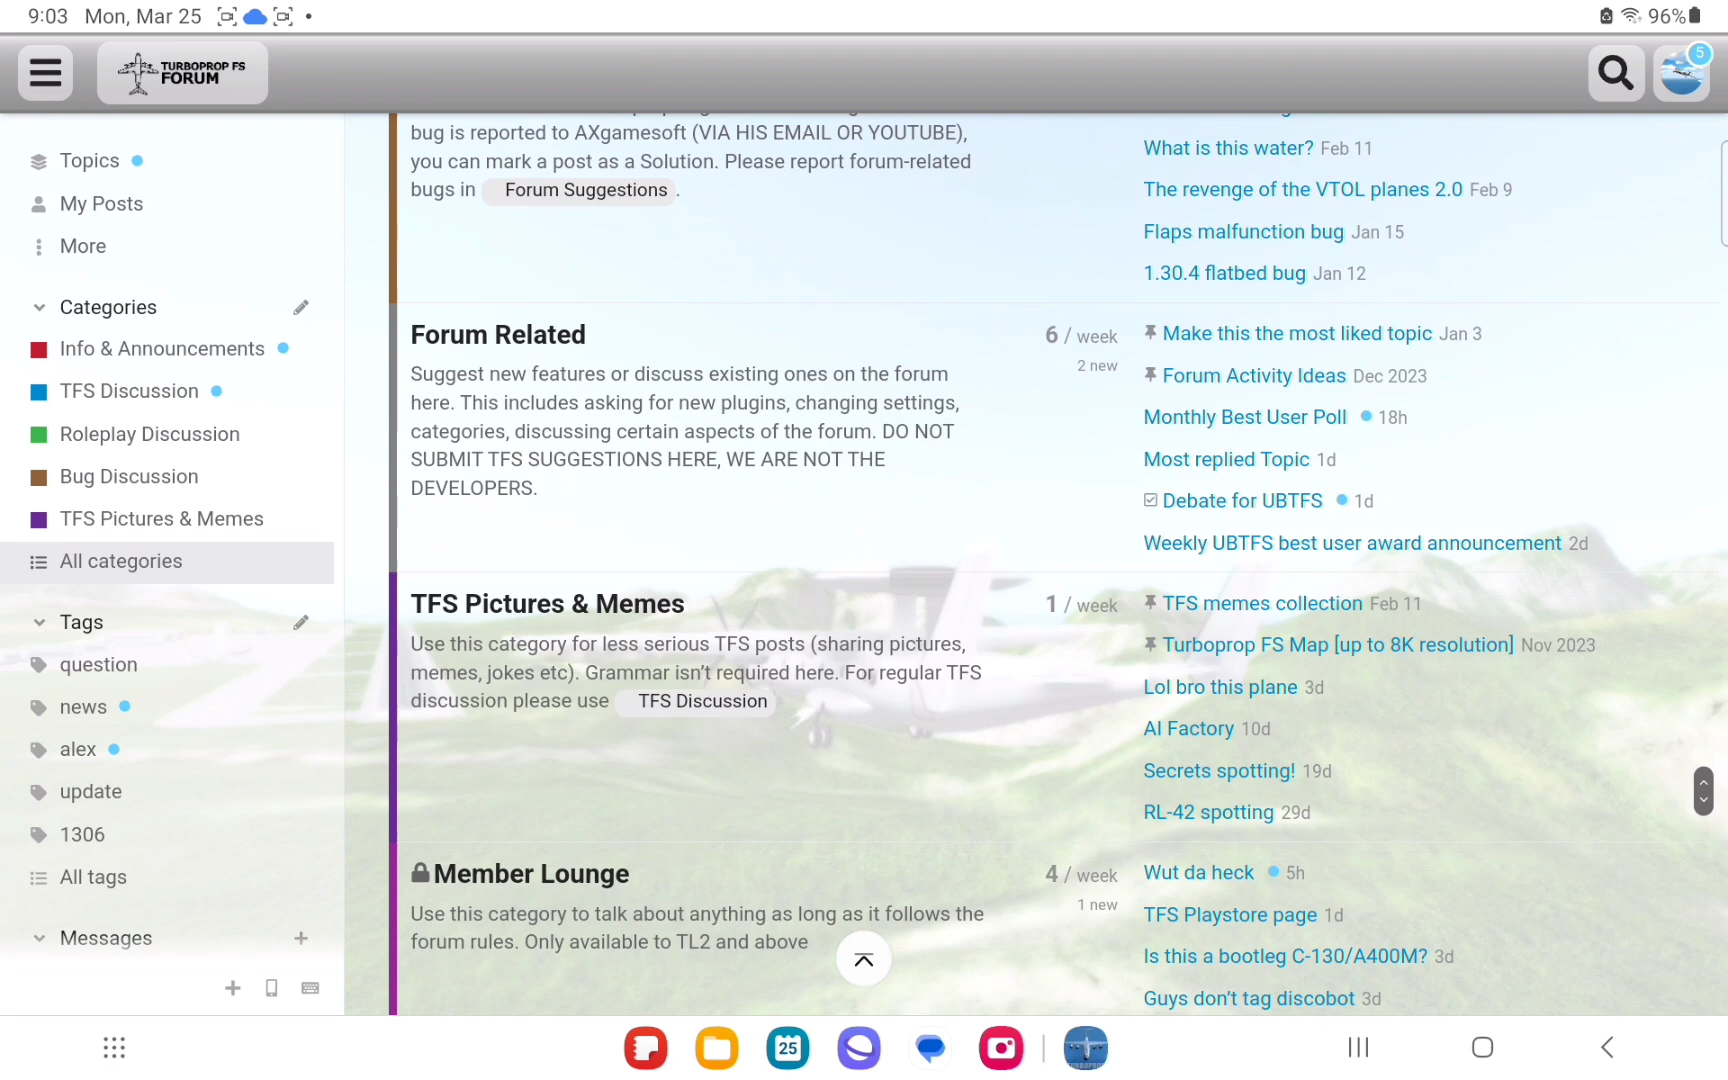 9:03 Mon, Mar 25
96%
TURBOPROP FS
FORUM
5
Topics
My Posts
More
Categories
Info & Announcements
TFS Discussion
Roleplay Discussion
Bug Discussion
TFS Pictures & Memes
All categories
Tags
question
news
alex
update
1306
All tags
Messages
bug is reported to AXgamesoft (VIA HIS EMAIL OR YOUTUBE),
you can mark a post as a Solution. Please report forum-related
bugs in Forum Suggestions.
What is this water? Feb 11
The revenge of the VTOL planes 2.0 Feb 9
Flaps malfunction bug Jan 15
1.30.4 flatbed bug Jan 12
Forum Related
Suggest new features or discuss existing ones on the forum
here. This includes asking for new plugins, changing settings,
categories, discussing certain aspects of the forum. DO NOT
SUBMIT TFS SUGGESTIONS HERE, WE ARE NOT THE
DEVELOPERS.
6 / week
2 new
Make this the most liked topic Jan 3
Forum Activity Ideas Dec 2023
Monthly Best User Poll 18h
Most replied Topic 1d
Debate for UBTFS 1d
Weekly UBTFS best user award announcement 2d
TFS Pictures & Memes
Use this category for less serious TFS posts (sharing pictures,
memes, jokes etc). Grammar isn't required here. For regular TFS
discussion please use TFS Discussion
1 / week
TFS memes collection Feb 11
Turboprop FS Map [up to 8K resolution] Nov 2023
Lol bro this plane 3d
AI Factory 10d
Secrets spotting! 19d
RL-42 spotting 29d
Member Lounge
Use this category to talk about anything as long as it follows the
forum rules. Only available to TL2 and above
4 / week
1 new
Wut da heck 5h
TFS Playstore page 1d
Is this a bootleg C-130/A400M? 3d
Guys don't tag discobot 3d
25